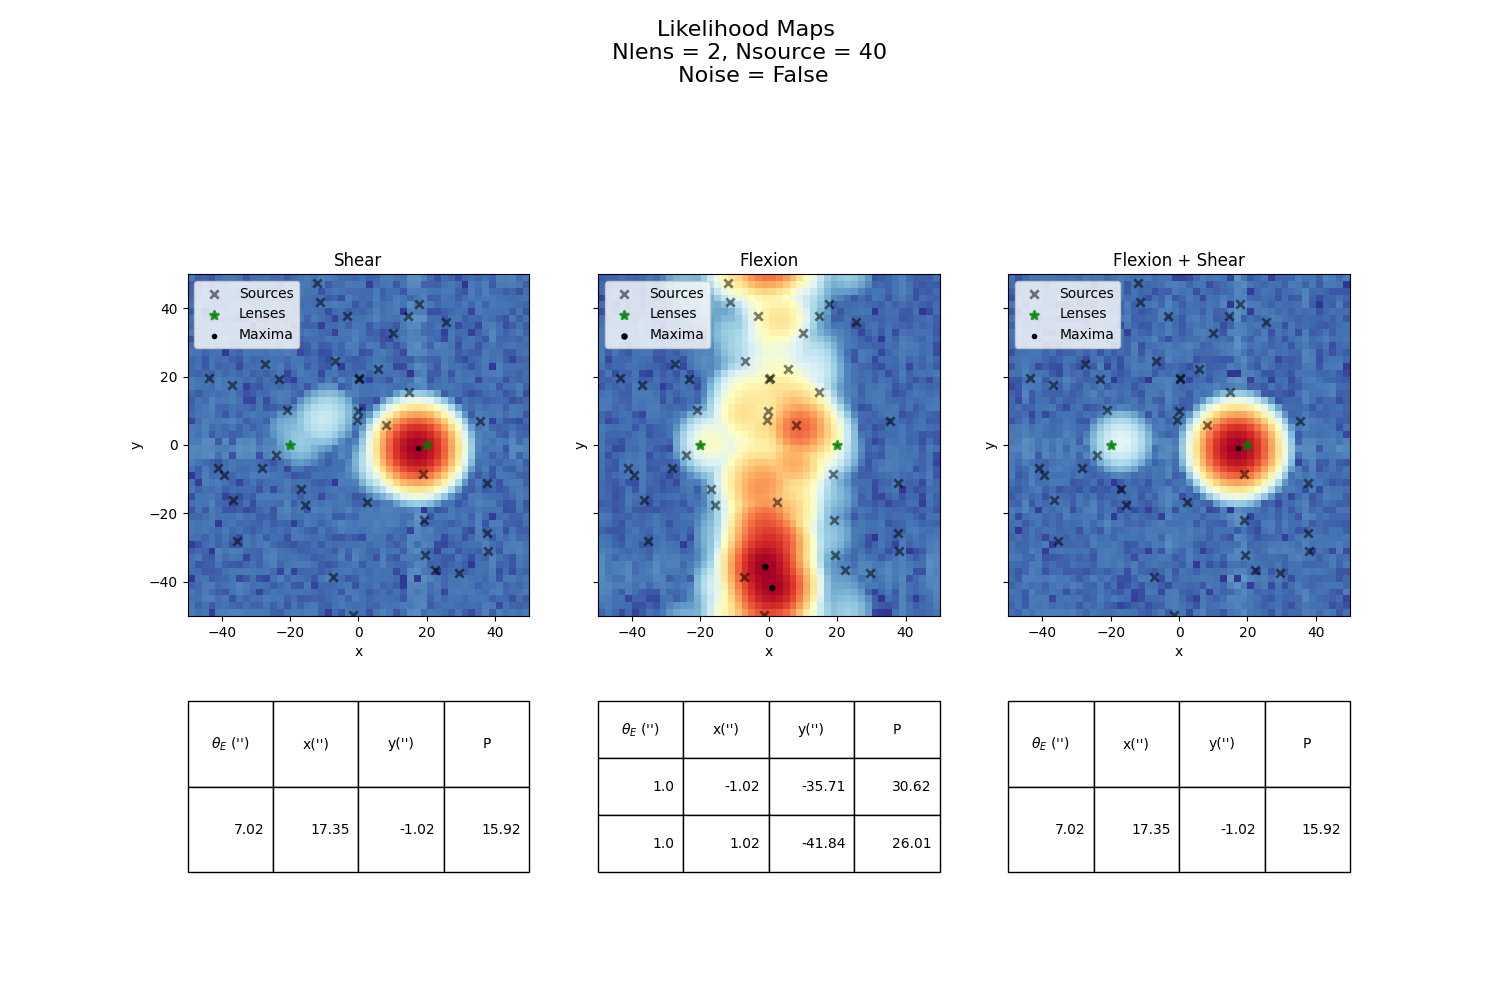 Likelihood Maps
Nlens = 2, Nsource = 40
Noise = False
Shear
Sources
Lenses
Maxima
40
20
0
−20
−40
y
−40 −20 0 20 40
x
Flexion
Sources
Lenses
Maxima
y
−40 −20 0 20 40
x
Flexion + Shear
Sources
Lenses
Maxima
y
−40 −20 0 20 40
x
θE ('') x('') y('') P
7.02 17.35 -1.02 15.92
θE ('') x('') y('') P
1.0 -1.02 -35.71 30.62
1.0 1.02 -41.84 26.01
θE ('') x('') y('') P
7.02 17.35 -1.02 15.92